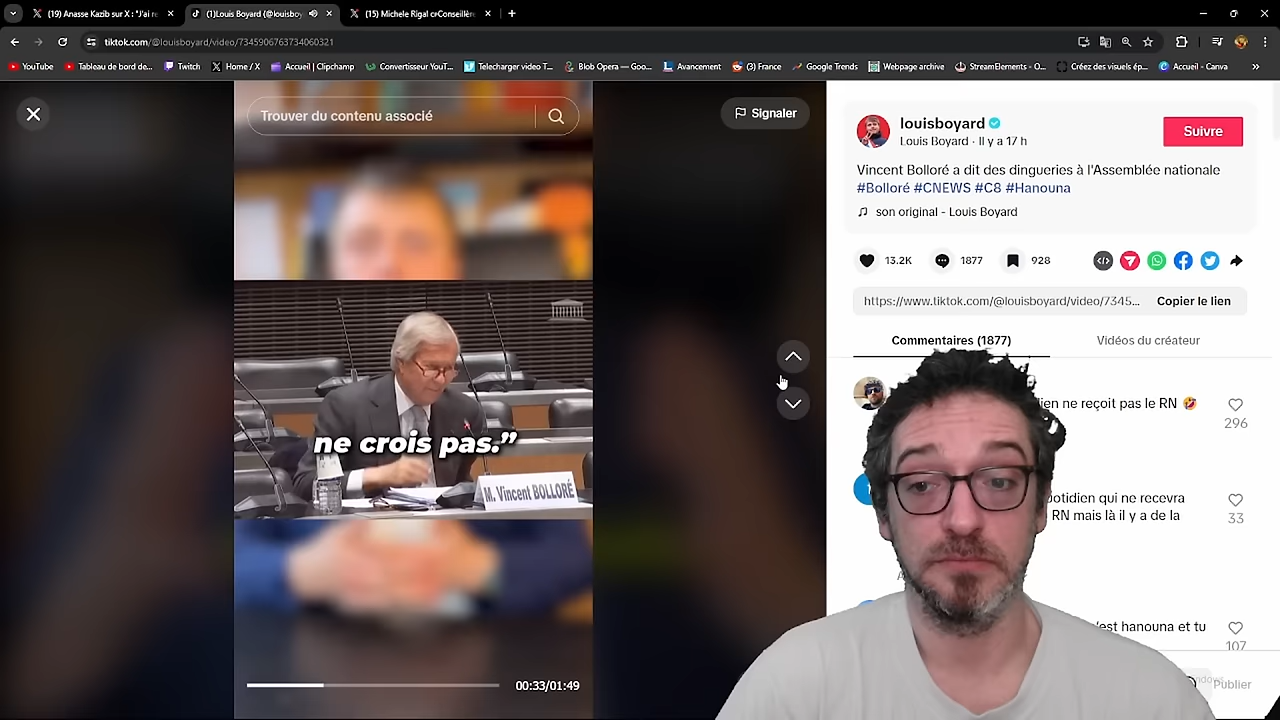 (19) Anasse Kazib sur X : "J'ai re
(1)Louis Boyard (@louisboy
(15) Michele Rigal
tiktok.com/@louisboyard/video/7345906763734060321
YouTube
Tableau de bord de...
Twitch
Home / X
Accueil | Clipchamp
Convertisseur YouT...
Telecharger video T...
Blob Opera — Goo...
Avancement
(3) France
Google Trends
Webpage archive
StreamElements - O...
Créez des visuels ép...
Accueil - Canva
Trouver du contenu associé
Signaler
ne crois pas.”
M. Vincent BOLLORÉ
00:33/01:49
louisboyard
Louis Boyard · Il y a 17 h
Suivre
Vincent Bolloré a dit des dingueries à l'Assemblée nationale
#Bolloré #CNEWS #C8 #Hanouna
son original - Louis Boyard
13.2K
1877
928
https://www.tiktok.com/@louisboyard/video/7345...
Copier le lien
Commentaires (1877)
Vidéos du créateur
ne reçoit pas le RN 🤣
296
qui ne recevra
RN mais là il y a de la
33
hanouna et tu
107
Publier